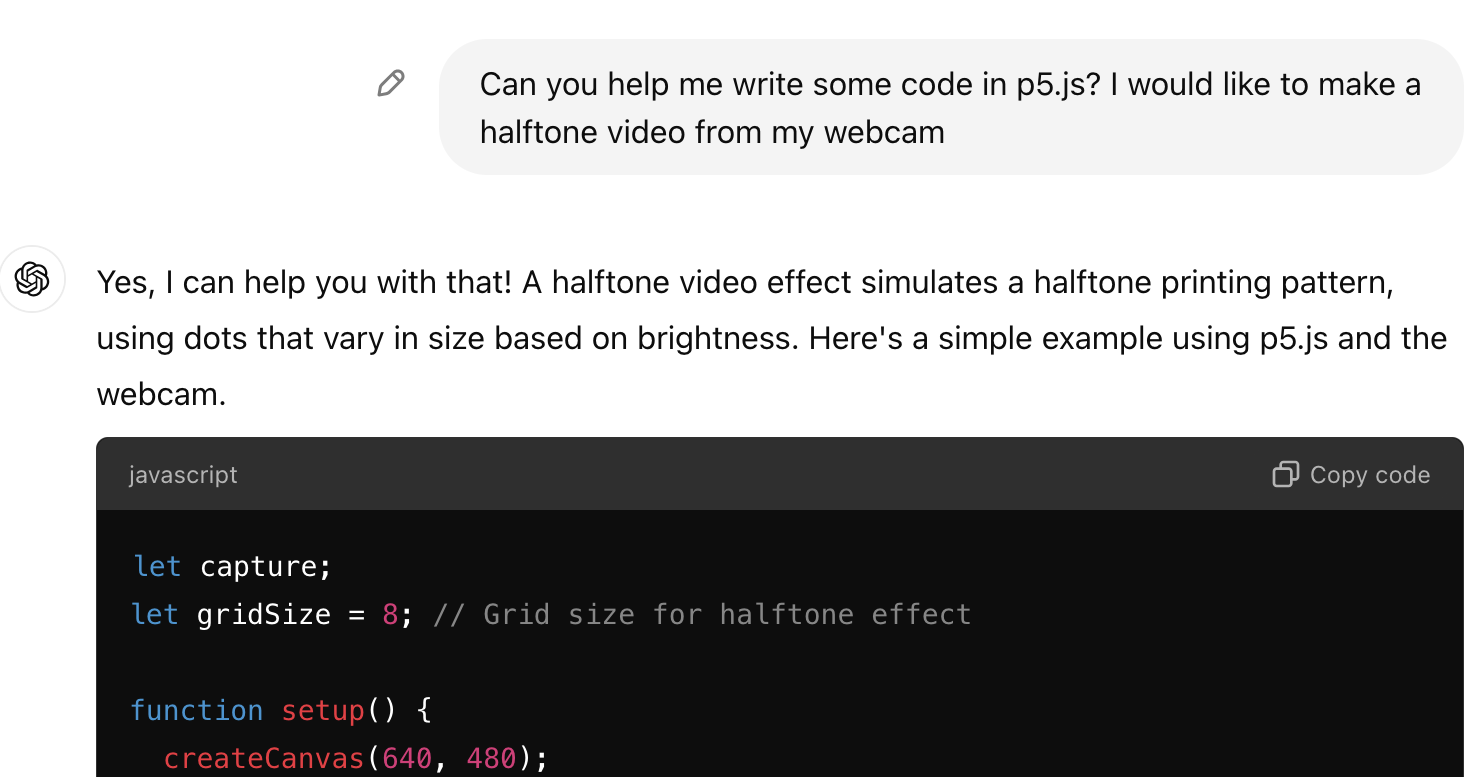 Can you help me write some code in p5.js? I would like to make a
halftone video from my webcam
Yes, I can help you with that! A halftone video effect simulates a halftone printing pattern,
using dots that vary in size based on brightness. Here's a simple example using p5.js and the
webcam.
javascript
Copy code
let capture;
let gridSize = 8; // Grid size for halftone effect
function setup() {
createCanvas(640, 480);